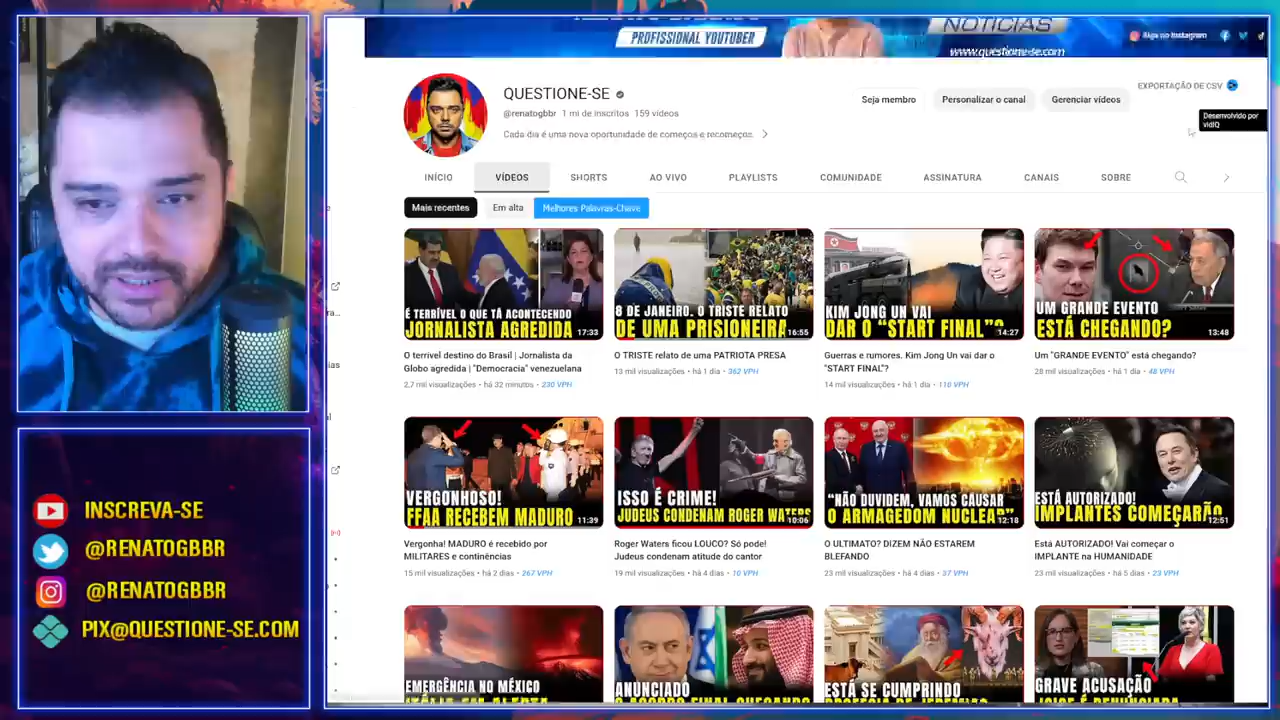 PROFISSIONAL YOUTUBER
NOTÍCIAS
www.questione-se.com
Siga no Instagram
QUESTIONE-SE
@renatogbbr 1 mi de inscritos 159 vídeos
Cada dia é uma nova oportunidade de começos e recomeços.
Seja membro
Personalizar o canal
Gerenciar vídeos
EXPORTAÇÃO DE CSV
Desenvolvido por
vidIQ
INÍCIO
VÍDEOS
SHORTS
AO VIVO
PLAYLISTS
COMUNIDADE
ASSINATURA
CANAIS
SOBRE
Mais recentes
Em alta
Melhores Palavras-Chave
É TERRÍVEL O QUE TÁ ACONTECENDO
JORNALISTA AGREDIDA
17:33
O terrível destino do Brasil | Jornalista da
Globo agredida | "Democracia" venezuelana
2,7 mil visualizações • há 32 minutos • 230 VPH
8 DE JANEIRO. O TRISTE RELATO
DE UMA PRISIONEIRA
16:55
O TRISTE relato de uma PATRIOTA PRESA
13 mil visualizações • há 1 dia • 362 VPH
KIM JONG UN VAI
DAR O “START FINAL”?
14:27
Guerras e rumores. Kim Jong Un vai dar o
"START FINAL"?
14 mil visualizações • há 1 dia • 110 VPH
UM GRANDE EVENTO
ESTÁ CHEGANDO?
13:48
Um "GRANDE EVENTO" está chegando?
28 mil visualizações • há 1 dia • 48 VPH
VERGONHOSO!
FFAA RECEBEM MADURO
11:39
Vergonha! MADURO é recebido por
MILITARES e continências
15 mil visualizações • há 2 dias • 267 VPH
ISSO É CRIME!
JUDEUS CONDENAM ROGER WATERS
10:06
Roger Waters ficou LOUCO? Só pode!
Judeus condenam atitude do cantor
19 mil visualizações • há 4 dias • 10 VPH
“NÃO DUVIDEM, VAMOS CAUSAR
O ARMAGEDOM NUCLEAR”
12:18
O ULTIMATO? DIZEM NÃO ESTAREM
BLEFANDO
23 mil visualizações • há 4 dias • 37 VPH
ESTÁ AUTORIZADO!
IMPLANTES COMEÇARÃO
12:51
Está AUTORIZADO! Vai começar o
IMPLANTE na HUMANIDADE
23 mil visualizações • há 5 dias • 23 VPH
EMERGÊNCIA NO MÉXICO
ITÁLIA EM ALERTA
ANUNCIADO
O ACORDO FINAL CHEGANDO
ESTÁ SE CUMPRINDO
PROFECIA DE JEREMIAS
GRAVE ACUSAÇÃO
INSCREVA-SE
@RENATOGBBR
@RENATOGBBR
PIX@QUESTIONE-SE.COM